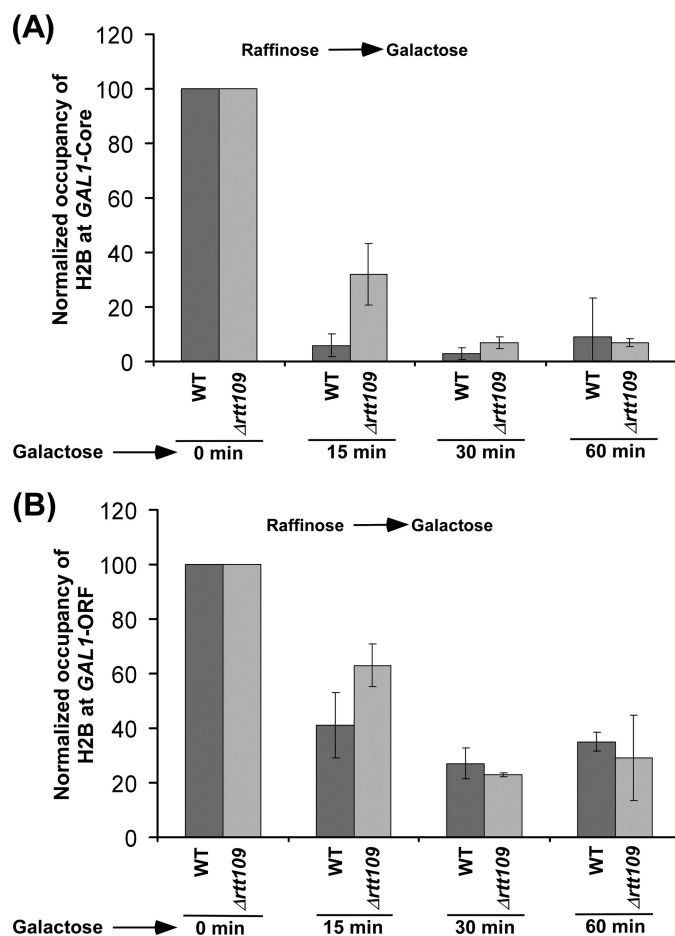 (A)
120
100
80
60
40
20
0
Normalized occupancy of
H2B at GAL1-Core
Raffinose Galactose
WT Δrtt109 WT Δrtt109 WT Δrtt109 WT Δrtt109
Galactose 0 min 15 min 30 min 60 min
(B)
120
100
80
60
40
20
0
Normalized occupancy of
H2B at GAL1-ORF
Raffinose Galactose
WT Δrtt109 WT Δrtt109 WT Δrtt109 WT Δrtt109
Galactose 0 min 15 min 30 min 60 min